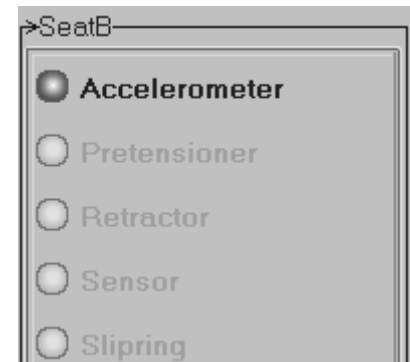 >SeatB
Accelerometer
Pretensioner
Retractor
Sensor
Slipring